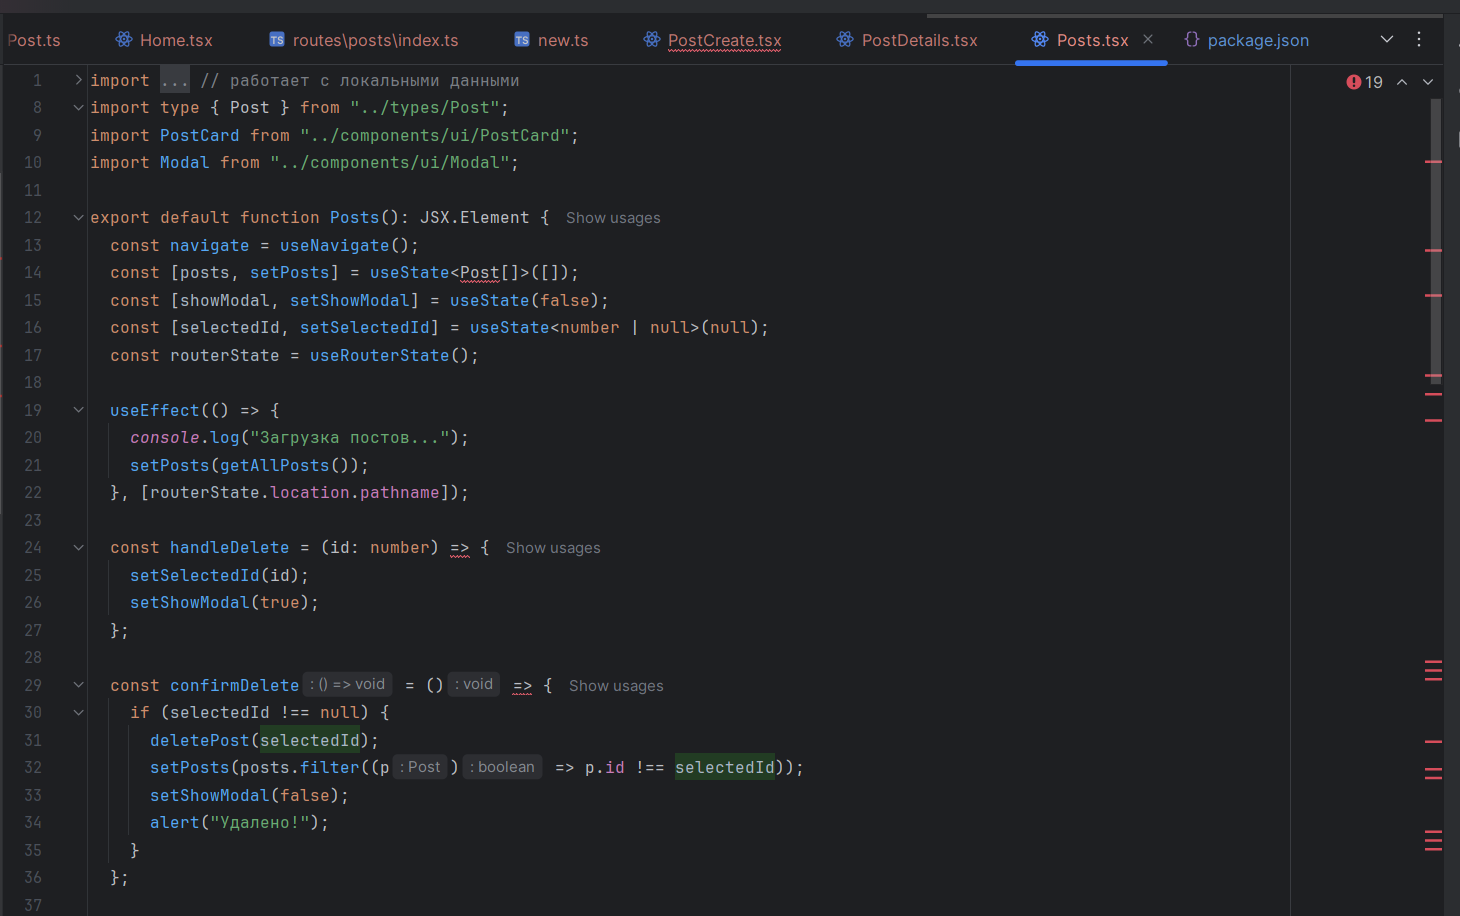 Post.ts Home.tsx routes\posts\index.ts new.ts PostCreate.tsx PostDetails.tsx Posts.tsx package.json
19
1 import ... // работает с локальными данными
8 import type { Post } from "../types/Post";
9 import PostCard from "../components/ui/PostCard";
10 import Modal from "../components/ui/Modal";
11
12 export default function Posts(): JSX.Element { Show usages
13 const navigate = useNavigate();
14 const [posts, setPosts] = useState<Post[]>([]);
15 const [showModal, setShowModal] = useState(false);
16 const [selectedId, setSelectedId] = useState<number | null>(null);
17 const routerState = useRouterState();
18
19 useEffect(() => {
20 console.log("Загрузка постов...");
21 setPosts(getAllPosts());
22 }, [routerState.location.pathname]);
23
24 const handleDelete = (id: number) => { Show usages
25 setSelectedId(id);
26 setShowModal(true);
27 };
28
29 const confirmDelete : () => void = () : void => { Show usages
30 if (selectedId !== null) {
31 deletePost(selectedId);
32 setPosts(posts.filter((p : Post ) : boolean => p.id !== selectedId));
33 setShowModal(false);
34 alert("Удалено!");
35 }
36 };
37